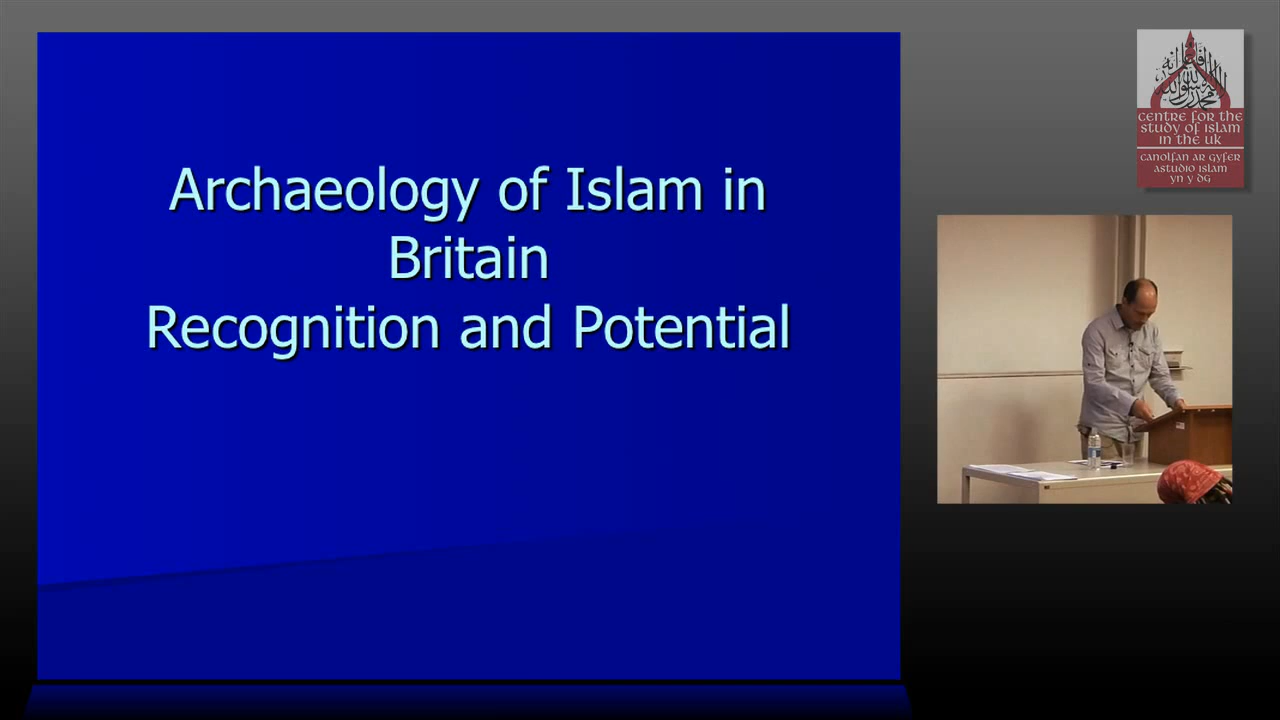 Archaeology of Islam in
Britain
Recognition and Potential
centre for the
study of islam
in the uk
canolfan ar gyfer
astudio islam
yn y dg